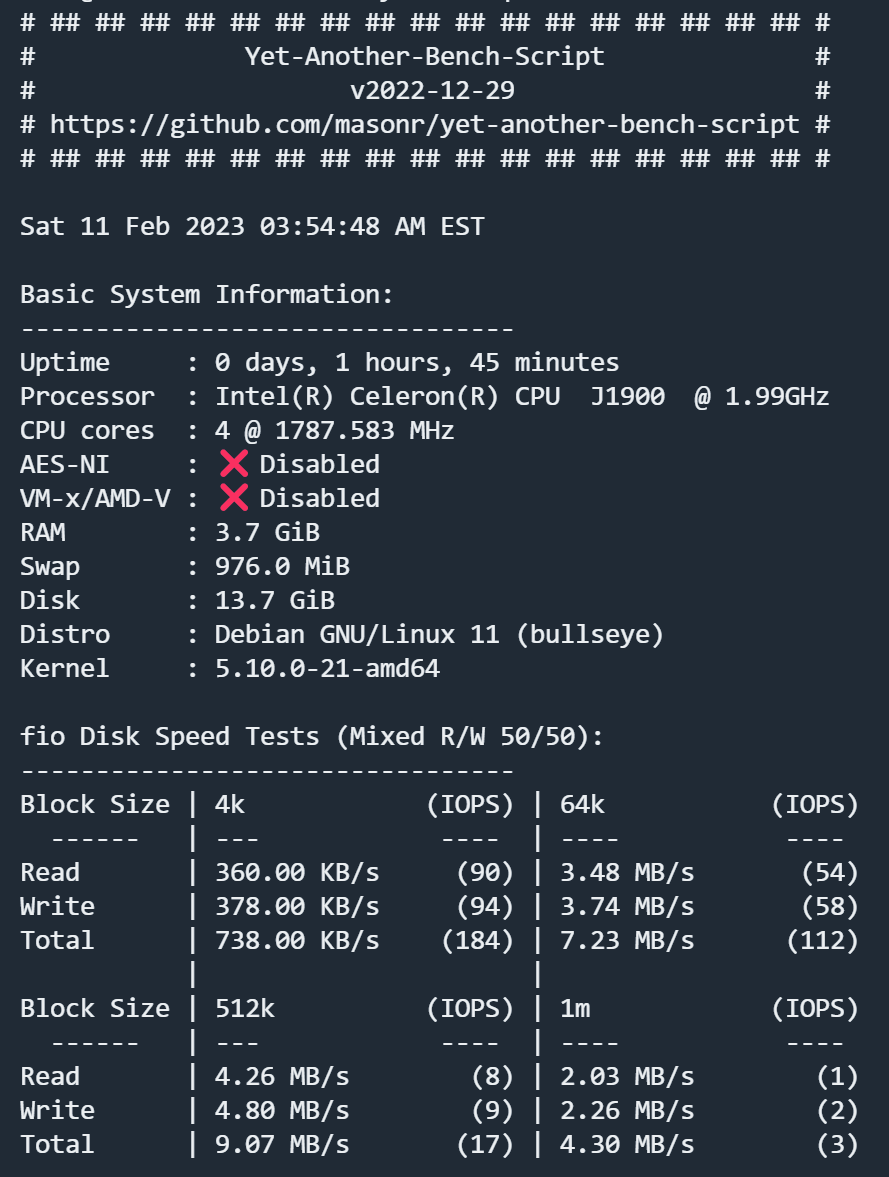 # ## ## ## ## ## ## ## ## ## ## ## ## ## ## ## ## ## #
#              Yet-Another-Bench-Script              #
#                     v2022-12-29                    #
# https://github.com/masonr/yet-another-bench-script #
# ## ## ## ## ## ## ## ## ## ## ## ## ## ## ## ## ## #

Sat 11 Feb 2023 03:54:48 AM EST

Basic System Information:
---------------------------------
Uptime     : 0 days, 1 hours, 45 minutes
Processor  : Intel(R) Celeron(R) CPU  J1900  @ 1.99GHz
CPU cores  : 4 @ 1787.583 MHz
AES-NI     : ❌ Disabled
VM-x/AMD-V : ❌ Disabled
RAM        : 3.7 GiB
Swap       : 976.0 MiB
Disk       : 13.7 GiB
Distro     : Debian GNU/Linux 11 (bullseye)
Kernel     : 5.10.0-21-amd64

fio Disk Speed Tests (Mixed R/W 50/50):
---------------------------------
Block Size | 4k            (IOPS) | 64k           (IOPS)
  ------   | ---            ----  | ----           ----
Read       | 360.00 KB/s     (90) | 3.48 MB/s       (54)
Write      | 378.00 KB/s     (94) | 3.74 MB/s       (58)
Total      | 738.00 KB/s    (184) | 7.23 MB/s      (112)
           |                      |
Block Size | 512k          (IOPS) | 1m            (IOPS)
  ------   | ---            ----  | ----           ----
Read       | 4.26 MB/s        (8) | 2.03 MB/s        (1)
Write      | 4.80 MB/s        (9) | 2.26 MB/s        (2)
Total      | 9.07 MB/s       (17) | 4.30 MB/s        (3)